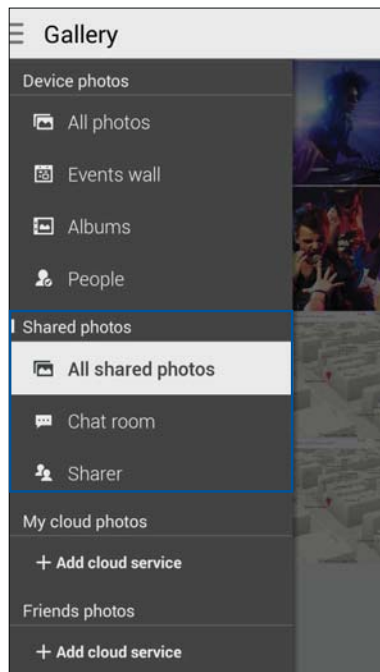 Gallery
Device photos
All photos
Events wall
Albums
People
Shared photos
All shared photos
Chat room
Sharer
My cloud photos
+ Add cloud service
Friends photos
+ Add cloud service